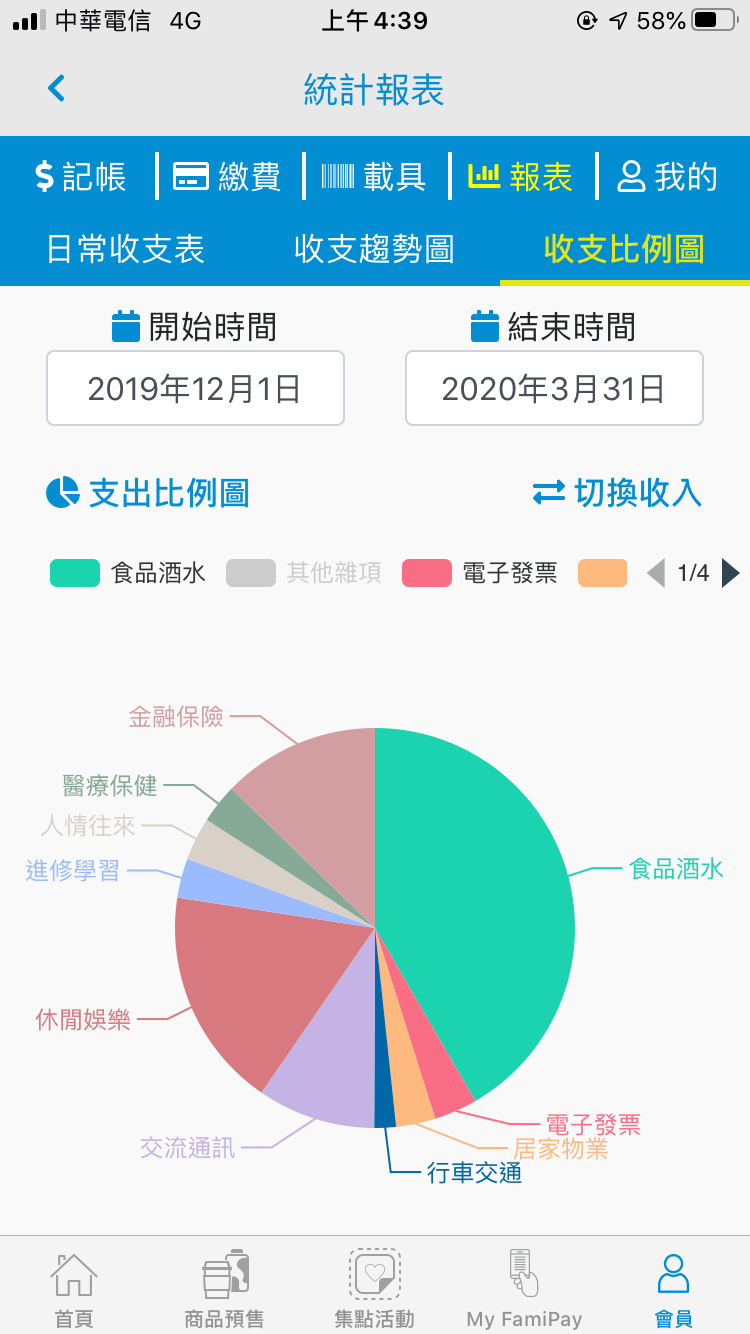 中華電信 4G 上午4:39 58%
統計報表
$記帳 繳費 載具 報表 我的
日常收支表 收支趨勢圖 收支比例圖
開始時間 結束時間
2019年12月1日 2020年3月31日
支出比例圖 切換收入
食品酒水 其他雜項 電子發票 1/4
金融保險
醫療保健
人情往來
進修學習 食品酒水
休閒娛樂
電子發票
交流通訊 居家物業
行車交通
首頁 商品預售 集點活動 My FamiPay 會員